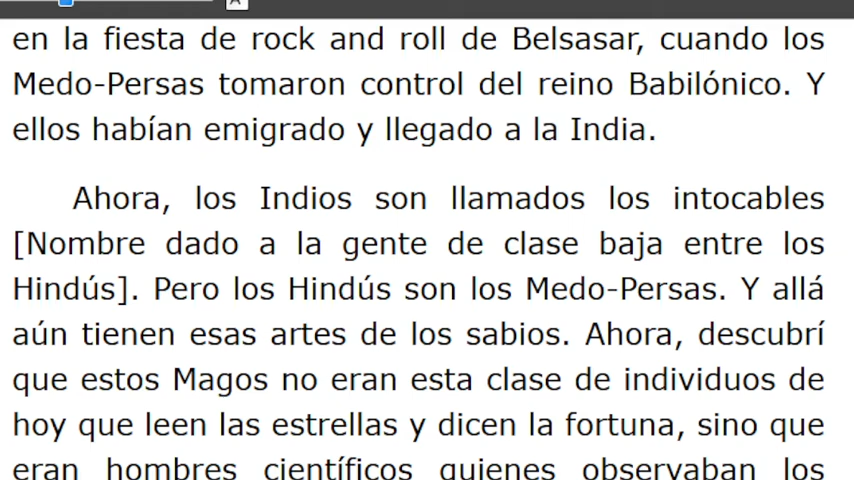 en la fiesta de rock and roll de Belsasar, cuando los
Medo-Persas tomaron control del reino Babilónico. Y
ellos habían emigrado y llegado a la India.
Ahora, los Indios son llamados los intocables
[Nombre dado a la gente de clase baja entre los
Hindús]. Pero los Hindús son los Medo-Persas. Y allá
aún tienen esas artes de los sabios. Ahora, descubrí
que estos Magos no eran esta clase de individuos de
hoy que leen las estrellas y dicen la fortuna, sino que
eran hombres científicos quienes observaban los